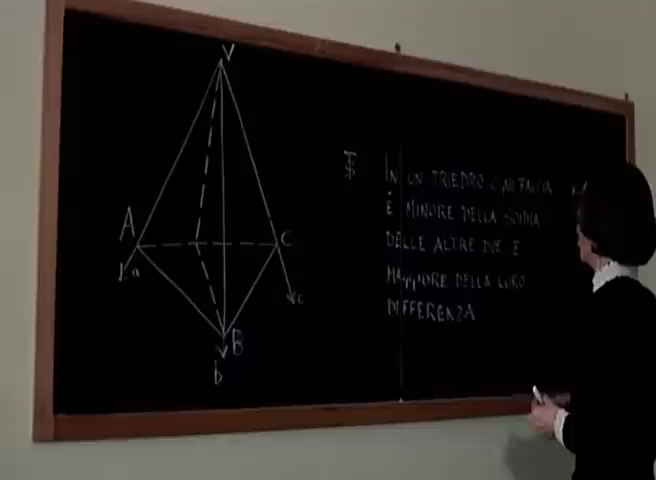 V
A
C
a
c
B
b
IN UN TRIEDRO OGNI FACCIA
È MINORE DELLA SOMMA
DELLE ALTRE DUE E
MAGGIORE DELLA LORO
DIFFERENZA